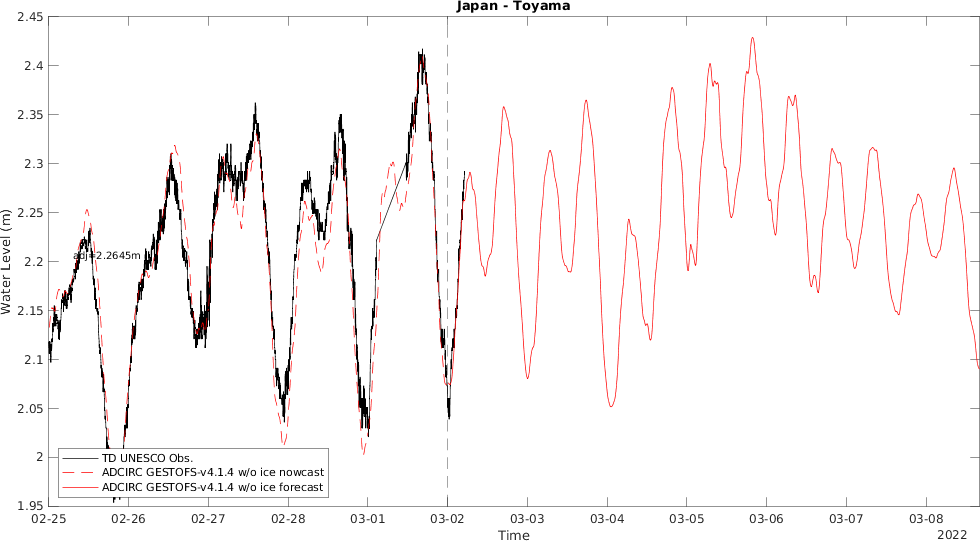 Japan - Toyama
2.45
2.4
2.35
2.3
2.25
2.2
2.15
2.1
2.05
2
1.95
Water Level (m)
adj=2.2645m
TD UNESCO Obs.
ADCIRC GESTOFS-v4.1.4 w/o ice nowcast
ADCIRC GESTOFS-v4.1.4 w/o ice forecast
02-25 02-26 02-27 02-28 03-01 03-02 03-03 03-04 03-05 03-06 03-07 03-08
Time
2022